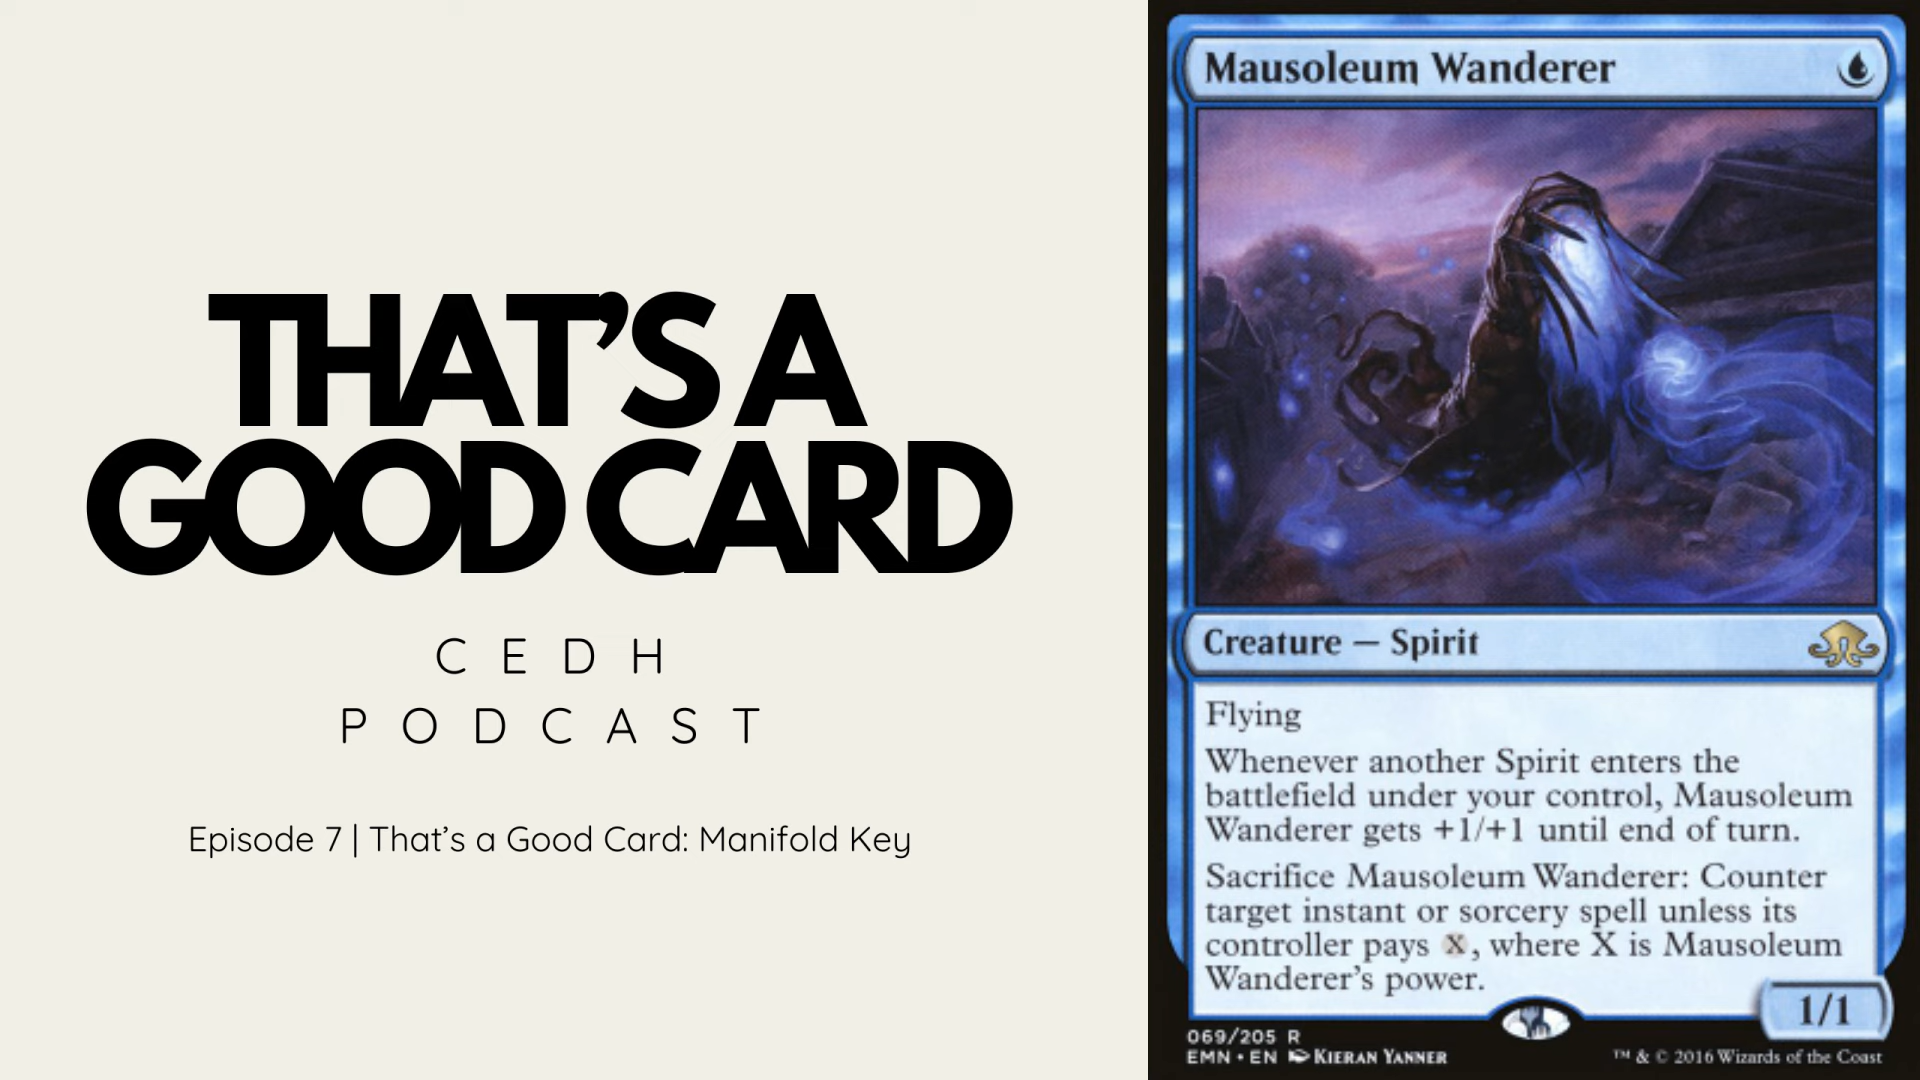 THAT'S A
GOOD CARD
CEDH
PODCAST
Episode 7 | That's a Good Card: Manifold Key
Mausoleum Wanderer
Creature — Spirit
Flying
Whenever another Spirit enters the
battlefield under your control, Mausoleum
Wanderer gets +1/+1 until end of turn.
Sacrifice Mausoleum Wanderer: Counter
target instant or sorcery spell unless its
controller pays X, where X is Mausoleum
Wanderer's power.
1/1
069/205 R
EMN • EN KIERAN YANNER
™ & © 2016 Wizards of the Coast